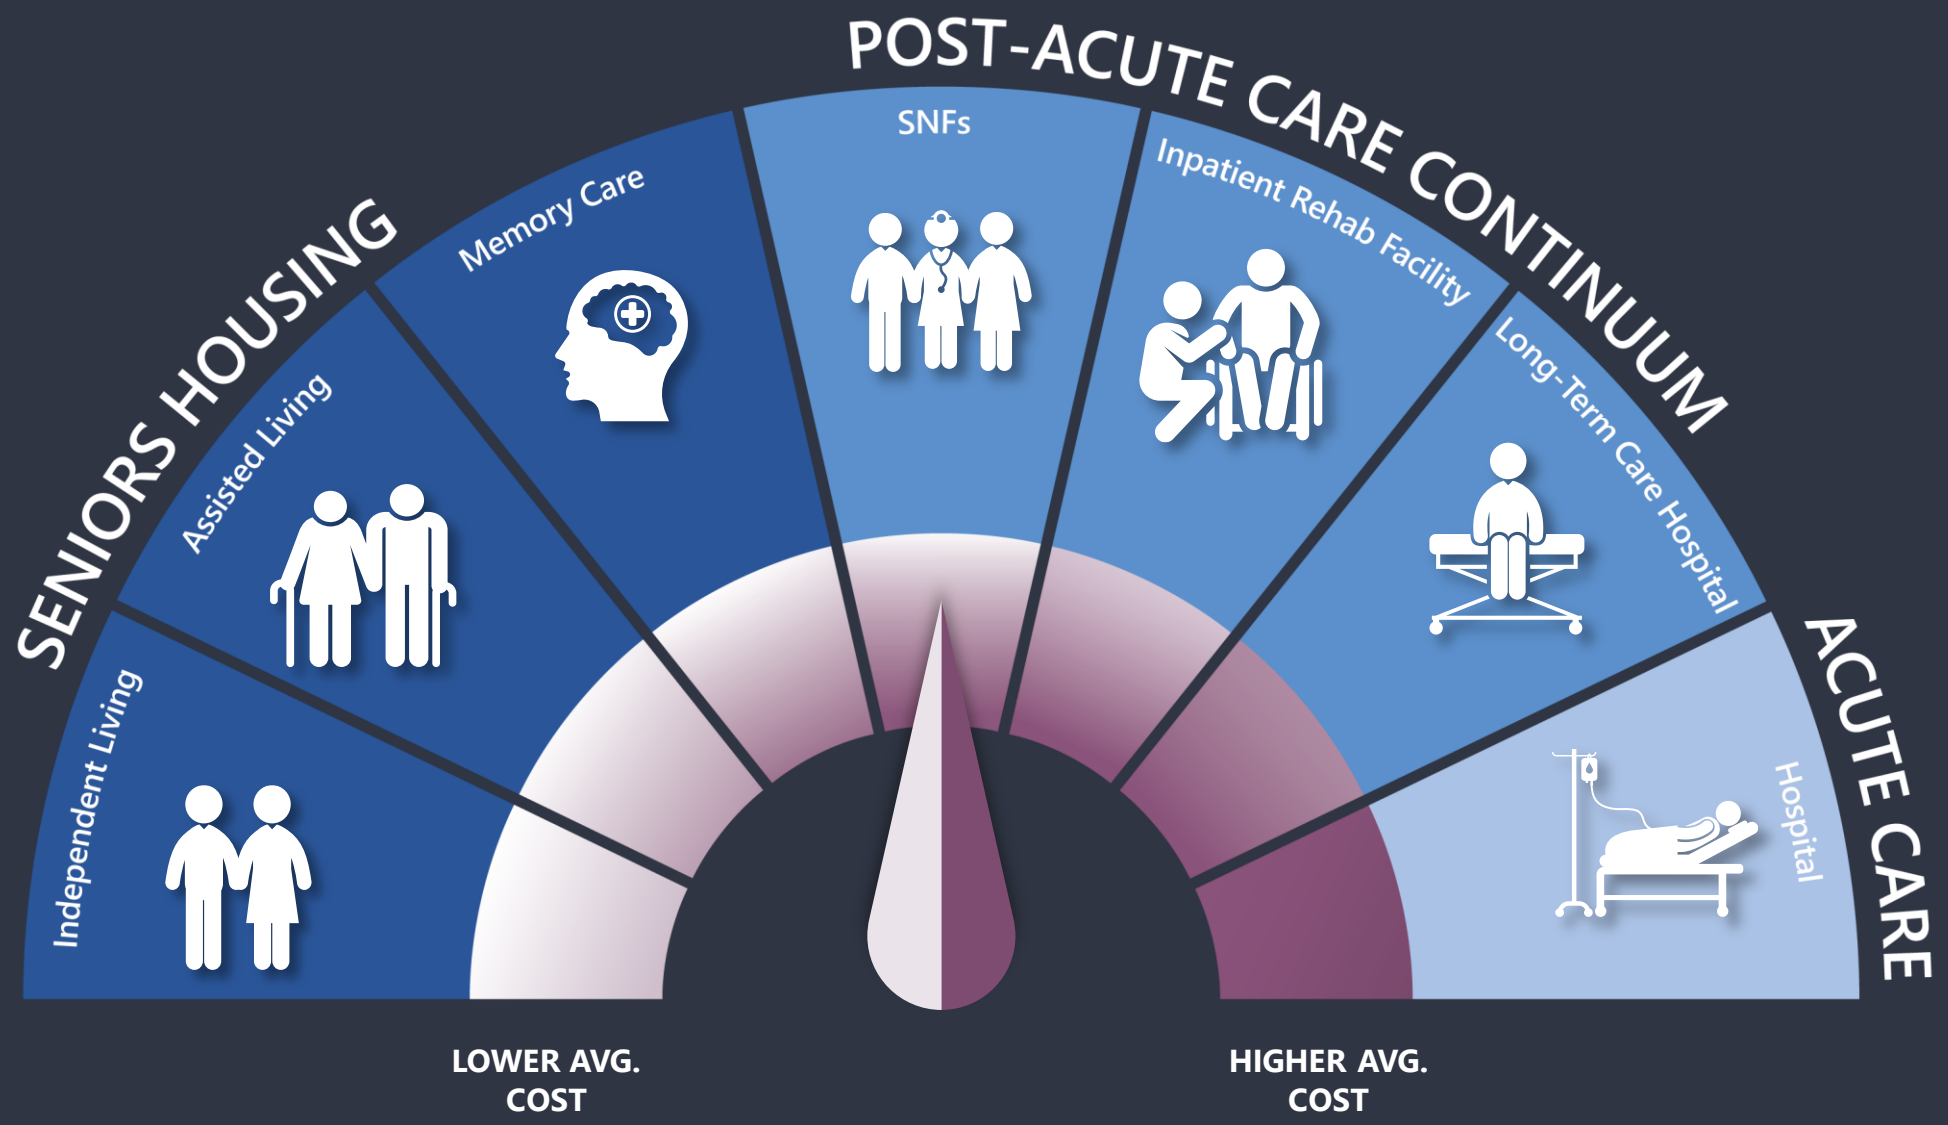 SENIORS HOUSING
POST-ACUTE CARE CONTINUUM
ACUTE CARE
Independent Living
Assisted Living
Memory Care
SNFs
Inpatient Rehab Facility
Long-Term Care Hospital
Hospital
LOWER AVG.
COST
HIGHER AVG.
COST